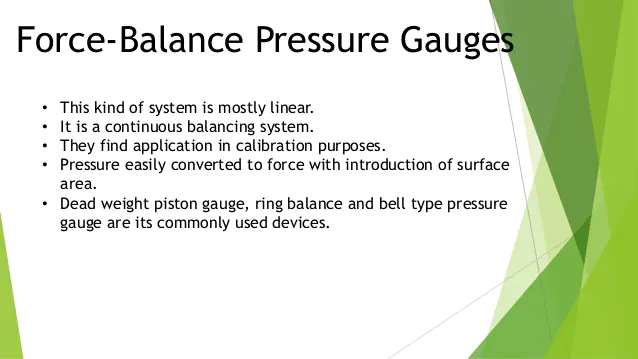 Force-Balance Pressure Gauges
• This kind of system is mostly linear.
• It is a continuous balancing system.
• They find application in calibration purposes.
• Pressure easily converted to force with introduction of surface
area.
• Dead weight piston gauge, ring balance and bell type pressure
gauge are its commonly used devices.